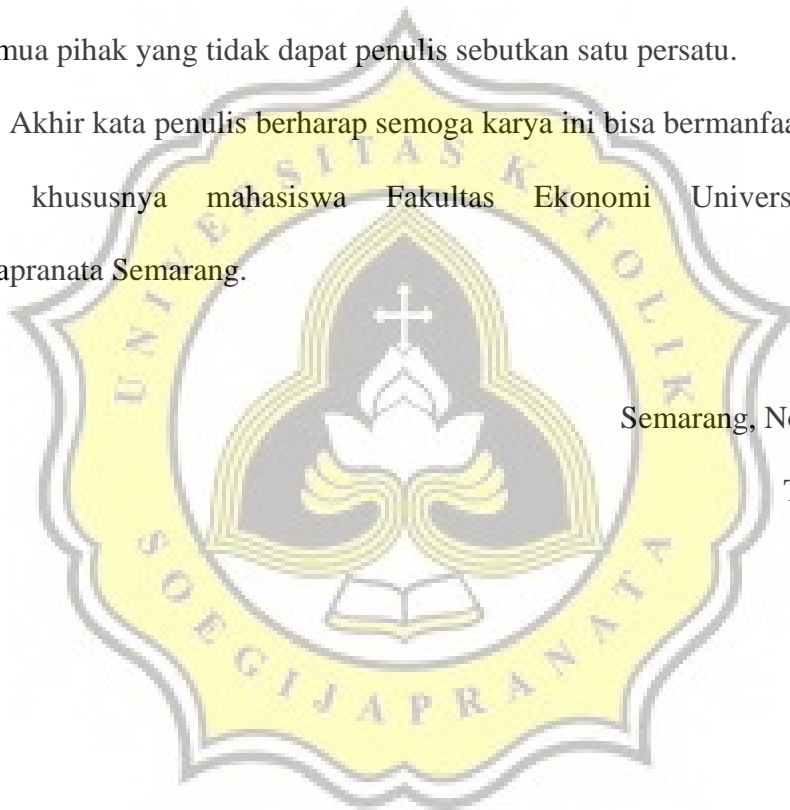 mua pihak yang tidak dapat penulis sebutkan satu persatu.
Akhir kata penulis berharap semoga karya ini bisa bermanfaa
khususnya mahasiswa Fakultas Ekonomi Univers
apranata Semarang.
Semarang, No
T
UNIVERSITAS KATOLIK
SOEGIJAPRANATA